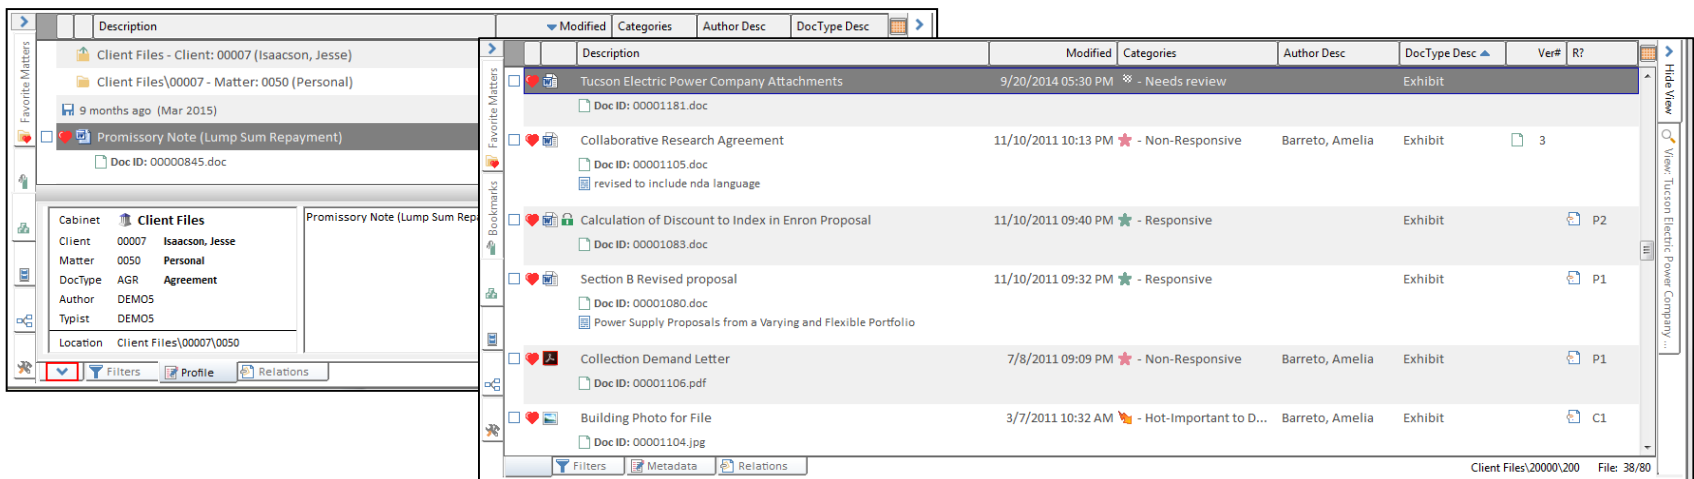 Description Modified Categories Author Desc DocType Desc
Favorite Matters
Client Files - Client: 00007 (Isaacson, Jesse)
Client Files\00007 - Matter: 0050 (Personal)
9 months ago (Mar 2015)
Promissory Note (Lump Sum Repayment)
Doc ID: 00000845.doc
Cabinet Client Files
Client 00007 Isaacson, Jesse
Matter 0050 Personal
DocType AGR Agreement
Author DEMO5
Typist DEMO5
Location Client Files\00007\0050
Promissory Note (Lump Sum Repa
Filters Profile Relations
Description Modified Categories Author Desc DocType Desc Ver# R?
Favorite Matters
Bookmarks
Tucson Electric Power Company Attachments 9/20/2014 05:30 PM - Needs review Exhibit
Doc ID: 00001181.doc
Collaborative Research Agreement 11/10/2011 10:13 PM - Non-Responsive Barreto, Amelia Exhibit 3
Doc ID: 00001105.doc
revised to include nda language
Calculation of Discount to Index in Enron Proposal 11/10/2011 09:40 PM - Responsive Exhibit P2
Doc ID: 00001083.doc
Section B Revised proposal 11/10/2011 09:32 PM - Responsive Exhibit P1
Doc ID: 00001080.doc
Power Supply Proposals from a Varying and Flexible Portfolio
Collection Demand Letter 7/8/2011 09:09 PM - Non-Responsive Barreto, Amelia Exhibit P1
Doc ID: 00001106.pdf
Building Photo for File 3/7/2011 10:32 AM - Hot-Important to D... Barreto, Amelia Exhibit C1
Doc ID: 00001104.jpg
Filters Metadata Relations
Client Files\20000\200 File: 38/80
Hide View
View: Tucson Electric Power Company ...